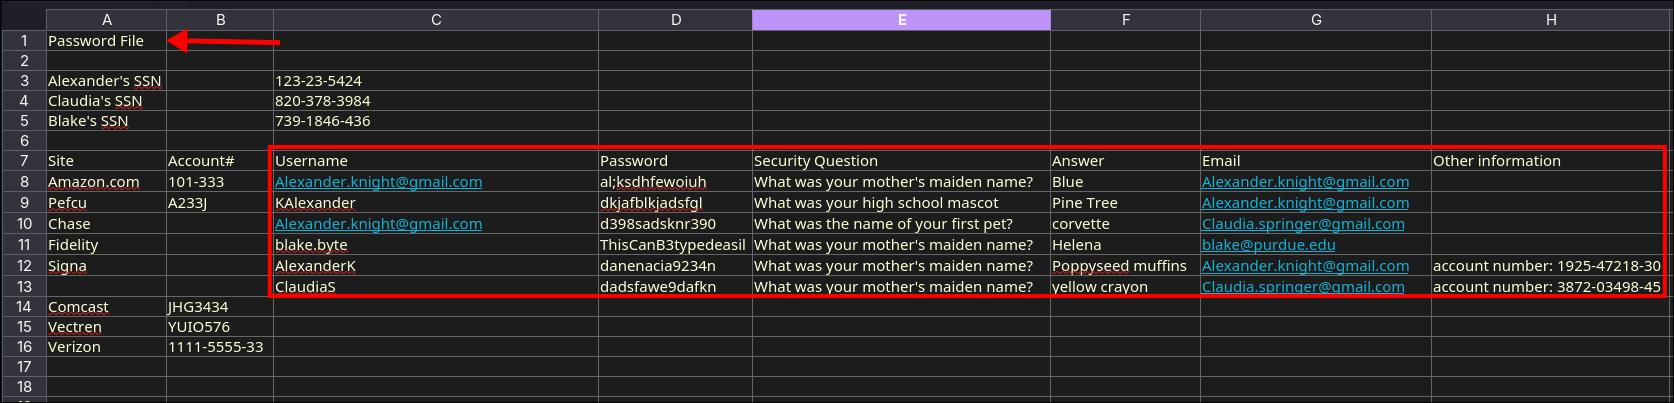 A B C D E F G H
1 Password File
2
3 Alexander's SSN 123-23-5424
4 Claudia's SSN 820-378-3984
5 Blake's SSN 739-1846-436
6
7 Site Account# Username Password Security Question Answer Email Other information
8 Amazon.com 101-333 Alexander.knight@gmail.com al;ksdhfewoiuh What was your mother's maiden name? Blue Alexander.knight@gmail.com
9 Pefcu A233J KAlexander dkjafblkjadsfgl What was your high school mascot Pine Tree Alexander.knight@gmail.com
10 Chase Alexander.knight@gmail.com d398sadsknr390 What was the name of your first pet? corvette Claudia.springer@gmail.com
11 Fidelity blake.byte ThisCanB3typedeasil What was your mother's maiden name? Helena blake@purdue.edu
12 Signa AlexanderK danenacia9234n What was your mother's maiden name? Poppyseed muffins Alexander.knight@gmail.com account number: 1925-47218-30
13 ClaudiaS dadsfawe9dafkn What was your mother's maiden name? yellow crayon Claudia.springer@gmail.com account number: 3872-03498-45
14 Comcast JHG3434
15 Vectren YUIO576
16 Verizon 1111-5555-33
17
18